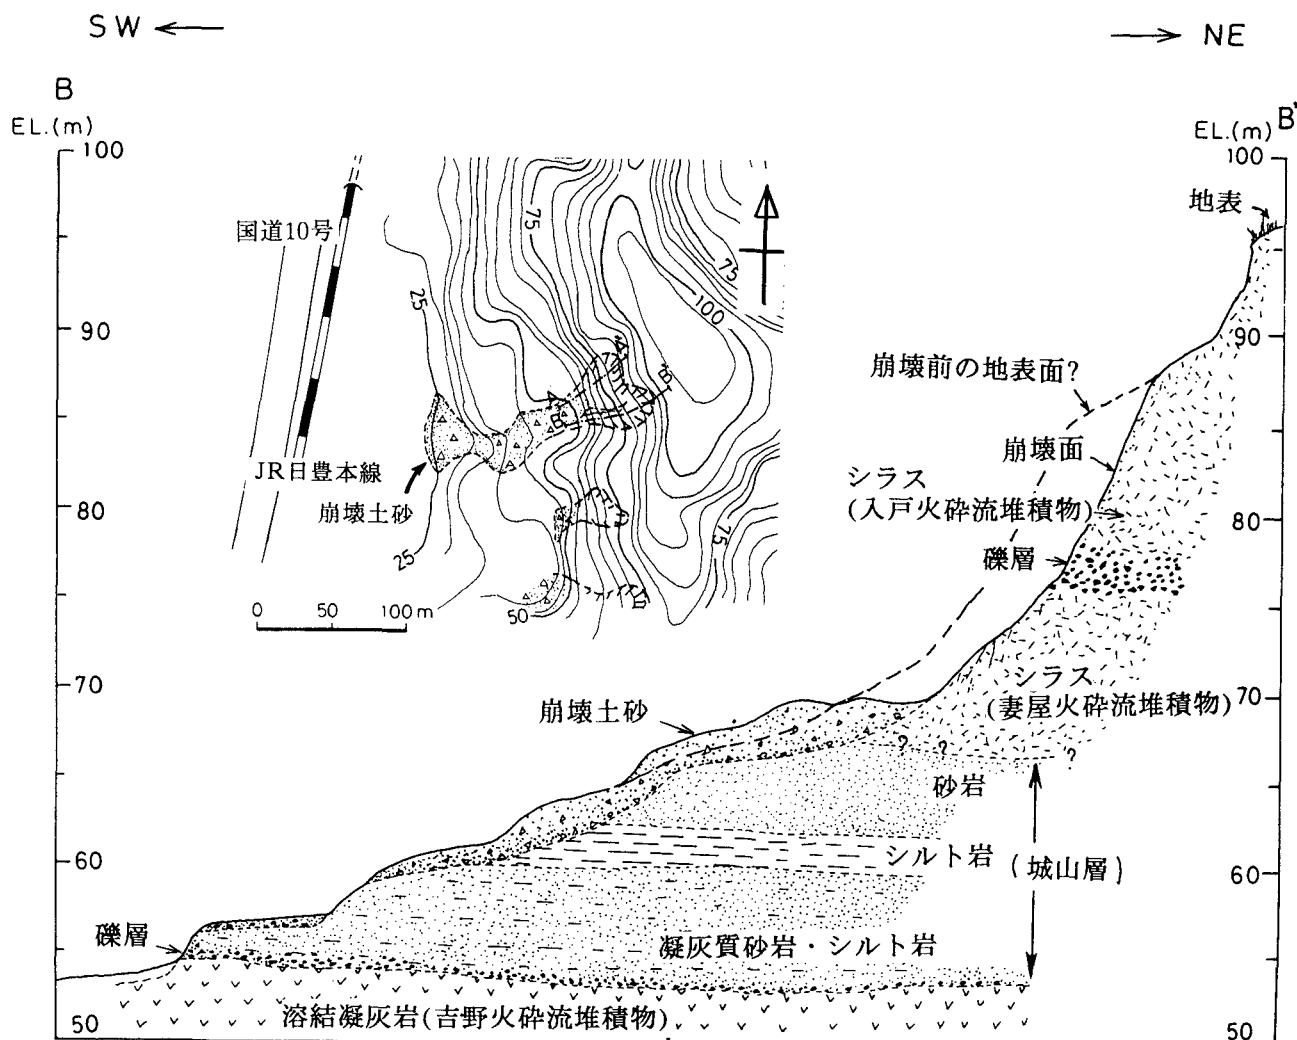 SW
NE
B
EL.(m)
B'
EL.(m)
100
100
地表
国道10号
75
75
25
100
90
90
崩壊前の地表面?
A'
B'
A
B
崩壊面
JR日豊本線
シラス
(入戸火砕流堆積物)
80
80
崩壊土砂
75
25
礫層
0 50 100m
50
70
70
シラス
(妻屋火砕流堆積物)
崩壊土砂
? ? ?
砂岩
シルト岩
(城山層)
60
60
礫層
凝灰質砂岩・シルト岩
溶結凝灰岩(吉野火砕流堆積物)
50
50